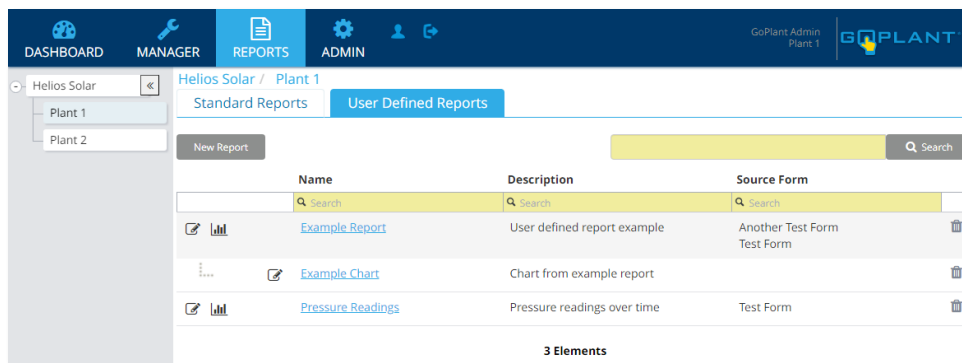 DASHBOARD
MANAGER
REPORTS
ADMIN
GoPlant Admin
Plant 1
GOPLANT
Helios Solar
Plant 1
Plant 2
Helios Solar / Plant 1
Standard Reports
User Defined Reports
New Report
Search
Name Description Source Form
Search Search Search
Example Report User defined report example Another Test Form
Test Form
Example Chart Chart from example report
Pressure Readings Pressure readings over time Test Form
3 Elements